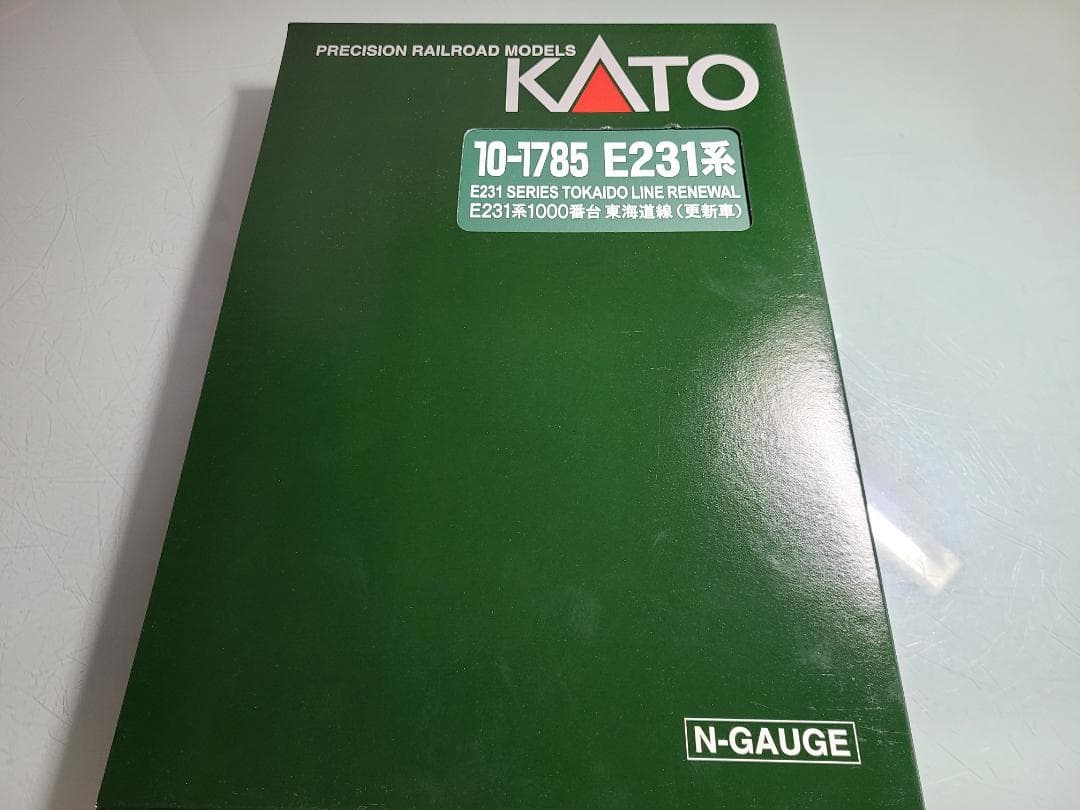 PRECISION RAILROAD MODELS
KATO
10-1785 E231系
E231 SERIES TOKAIDO LINE RENEWAL
E231系1000番台 東海道線(更新車)
N-GAUGE